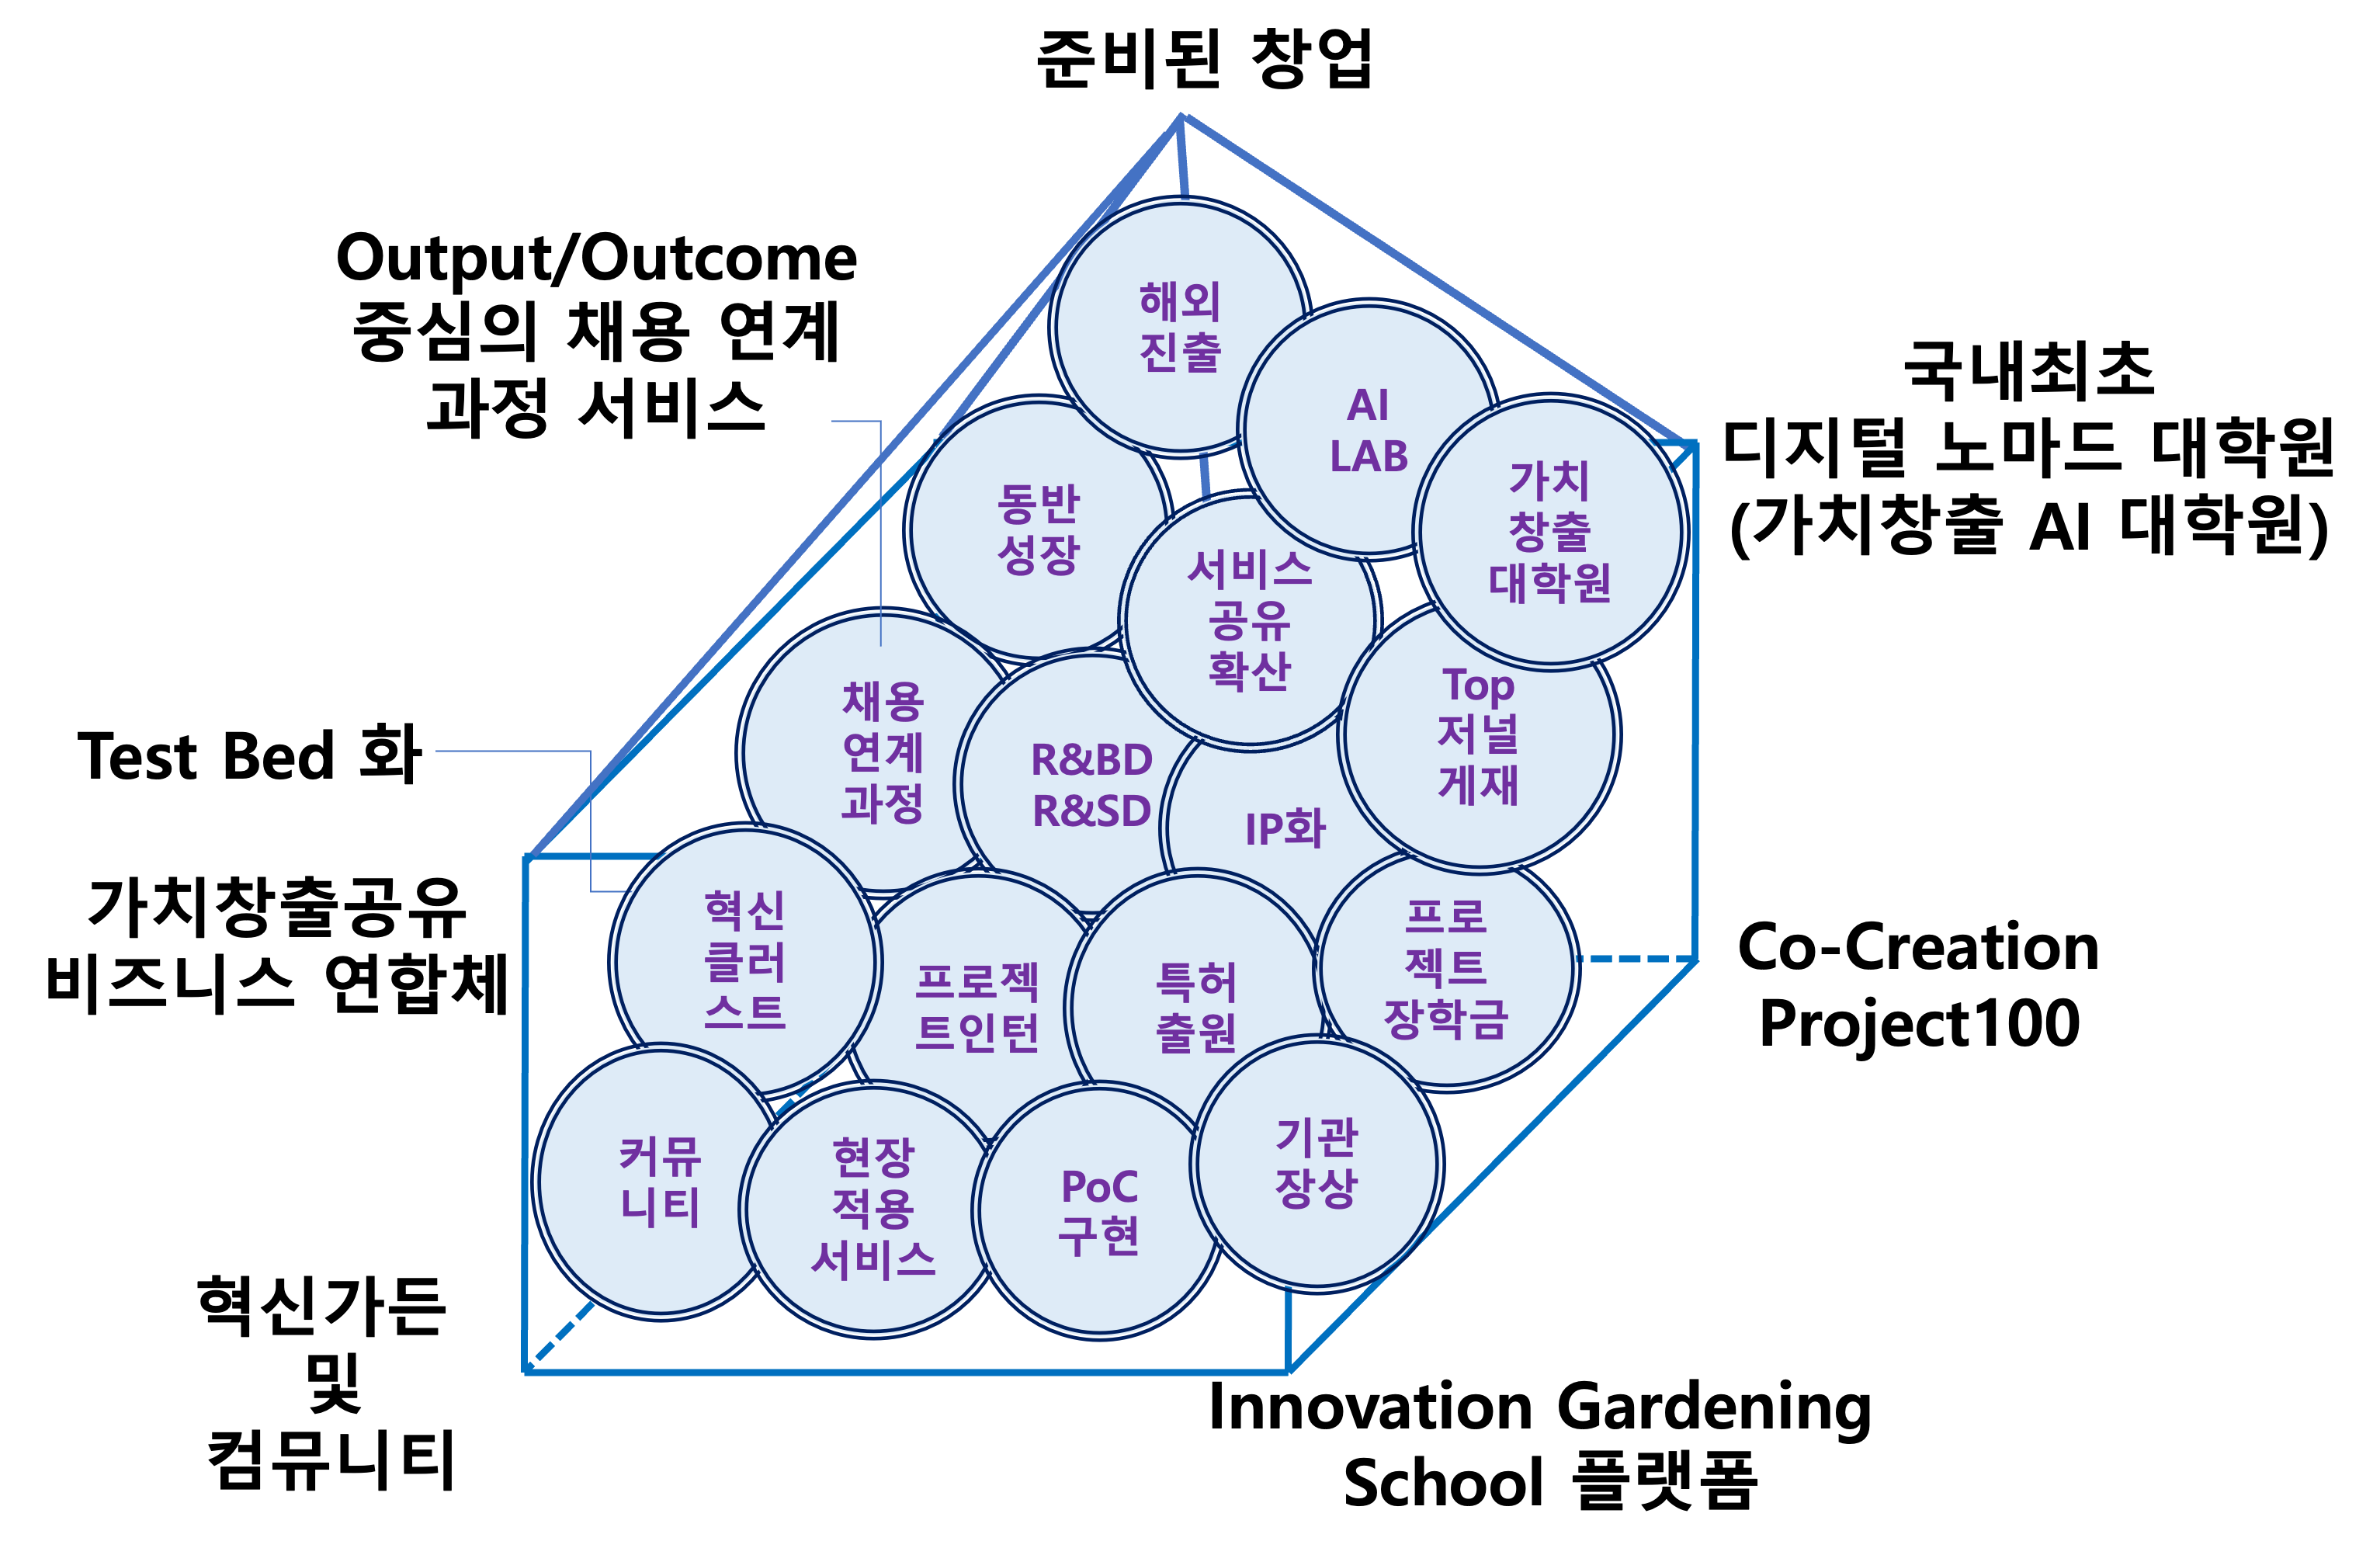 준비된 창업
Output/Outcome
중심의 채용 연계
과정 서비스
해외
진출
AI
LAB
국내최초
디지털 노마드 대학원
(가치창출 AI 대학원)
동반
성장
가치
창출
대학원
서비스
공유
확산
채용
연계
과정
R&BD
R&SD
Top
저널
게재
IP화
Test Bed 화
가치창출공유
비즈니스 연합체
혁신
클러
스트
프로젝
트인턴
특허
출원
프로
젝트
장학금
Co-Creation
Project100
커뮤
니티
현장
적용
서비스
PoC
구현
기관
장상
혁신가든
및
컴뮤니티
Innovation Gardening
School 플랫폼